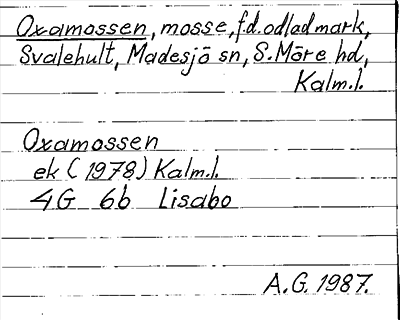 Oxamossen, mosse, f.d. odlad mark,
Svalehult, Madesjö sn, S. Möre hd,
Kalm.l.
Oxamossen
ek (1978) Kalm.l.
4G 6b Lisabo
A.G. 1987.